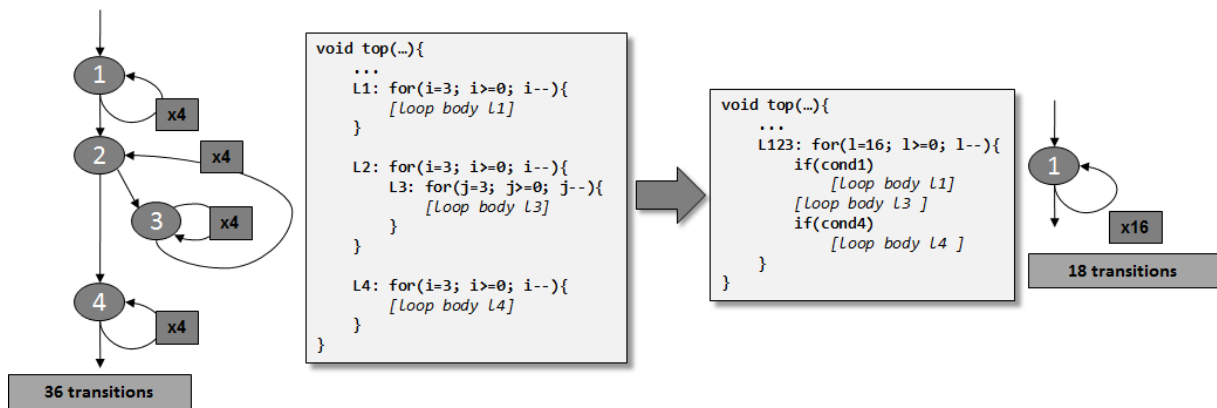 1
x4
2
x4
3
x4
4
x4
36 transitions
void top(…){
...
L1: for(i=3; i>=0; i--){
[loop body l1]
}
L2: for(i=3; i>=0; i--){
L3: for(j=3; j>=0; j--){
[loop body l3]
}
}
L4: for(i=3; i>=0; i--){
[loop body l4]
}
}
void top(…){
...
L123: for(l=16; l>=0; l--){
if(cond1)
[loop body l1]
[loop body l3 ]
if(cond4)
[loop body l4 ]
}
}
1
x16
18 transitions